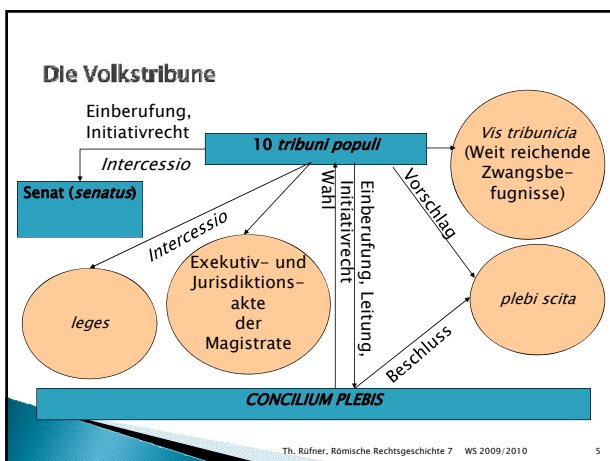 Die Volkstribune
Einberufung,
Initiativrecht
Intercessio
10 tribuni populi
Vis tribunicia
(Weit reichende
Zwangsbe-
fugnisse)
Senat (senatus)
Intercessio
Wahl
Einberufung, Leitung,
Initiativrecht
Vorschlag
leges
Exekutiv- und
Jurisdiktions-
akte
der
Magistrate
plebi scita
Beschluss
CONCILIUM PLEBIS
Th. Rüfner, Römische Rechtsgeschichte 7 WS 2009/2010 5